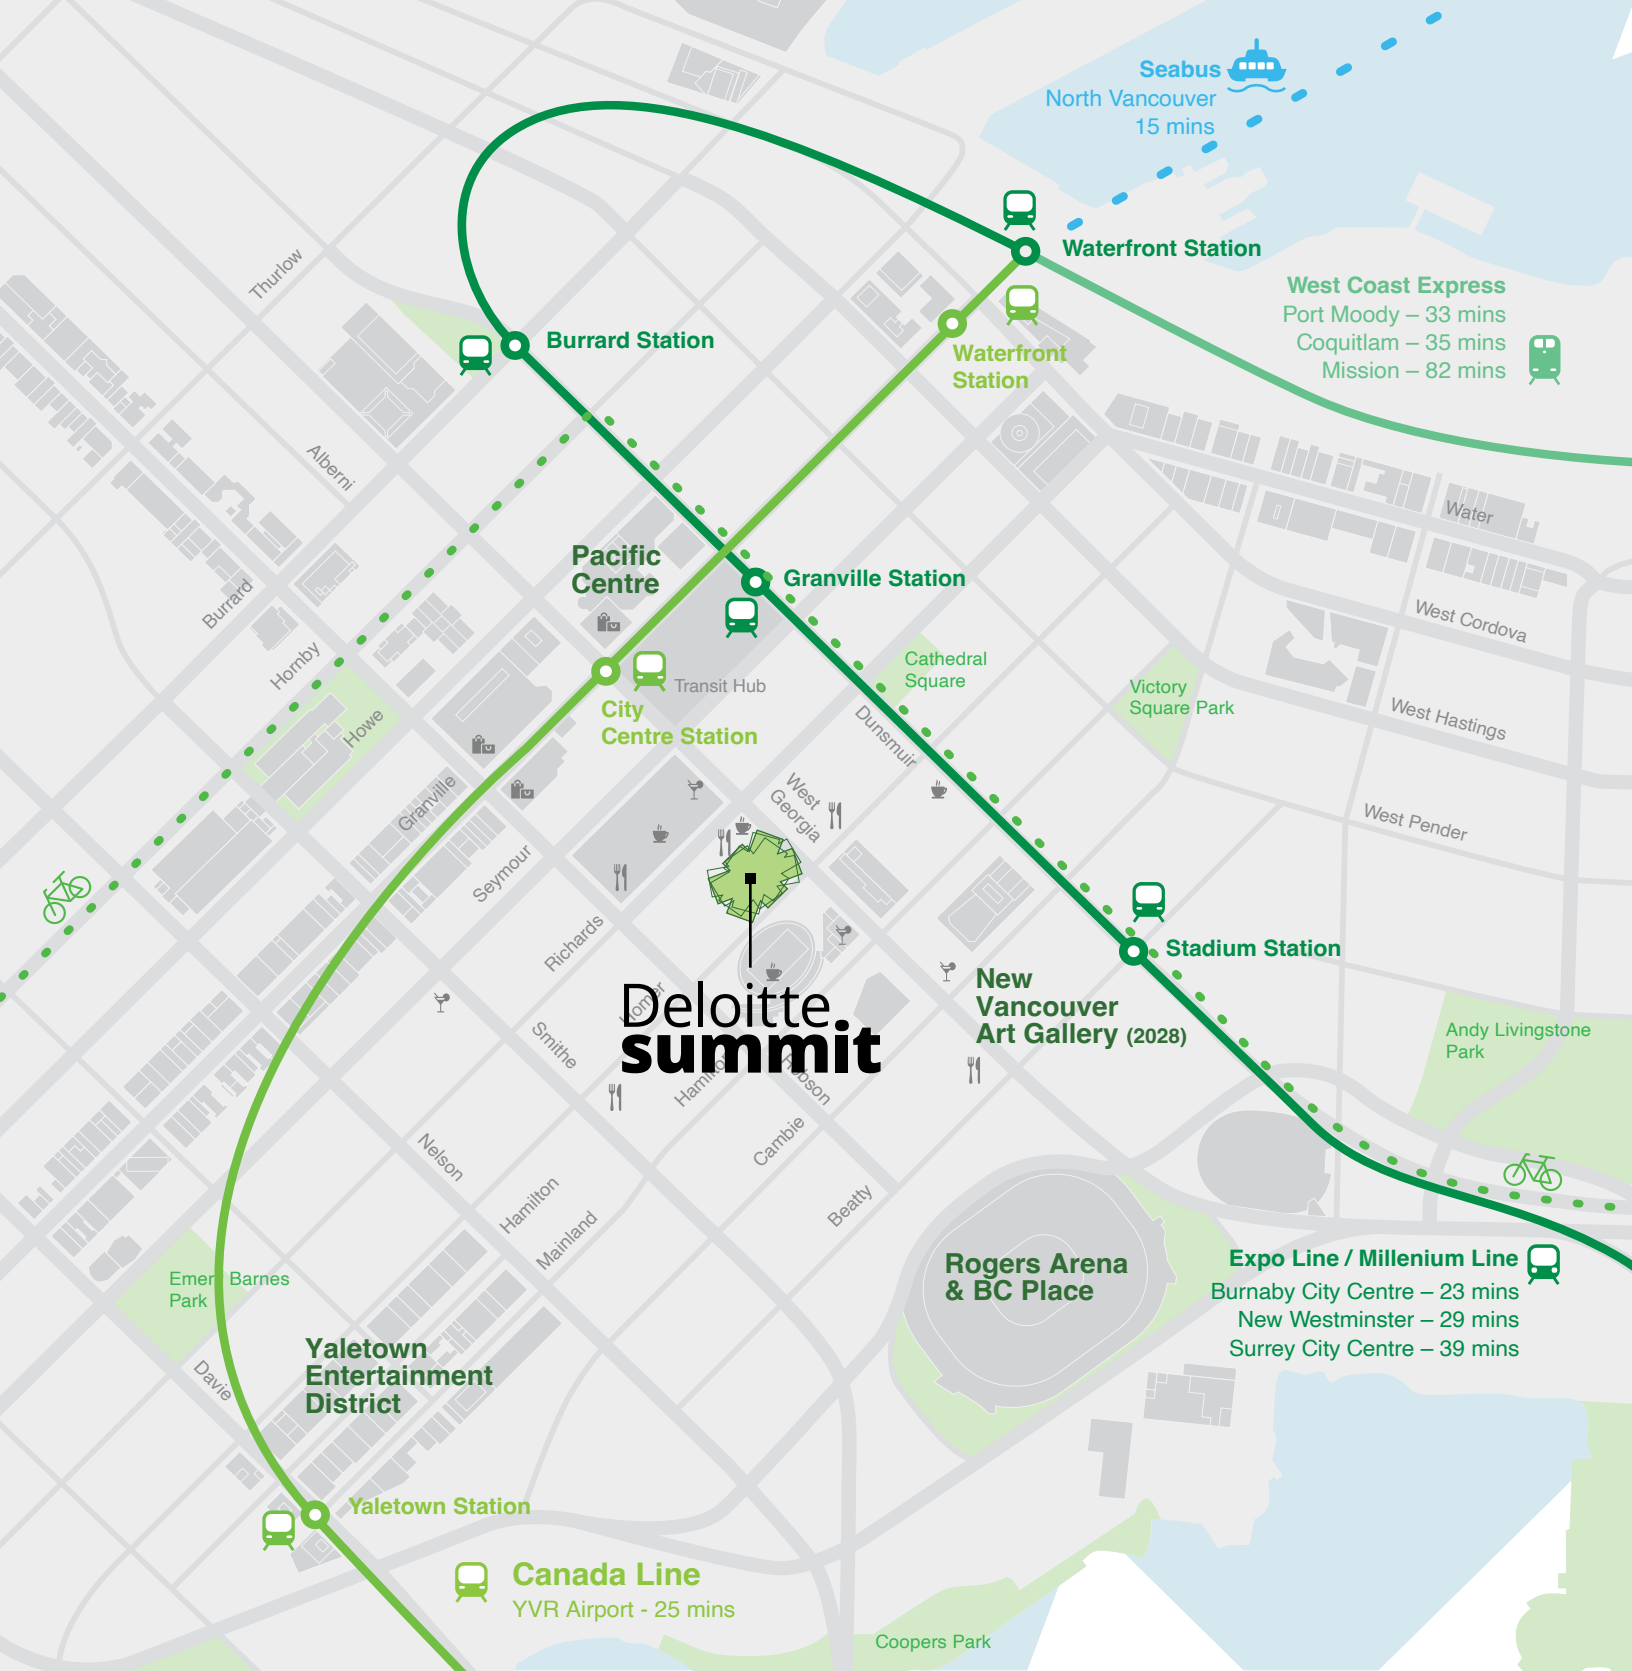 Seabus
North Vancouver
15 mins
Waterfront Station
West Coast Express
Port Moody – 33 mins
Coquitlam – 35 mins
Mission – 82 mins
Thurlow
Burrard Station
Waterfront
Station
Alberni
Water
Pacific
Centre
Granville Station
Burrard
West Cordova
Hornby
Cathedral
Square
Victory
Square Park
Transit Hub
City
Centre Station
Howe
Dunsmuir
West Hastings
Granville
West
Georgia
West Pender
Seymour
Richards
Stadium Station
New
Vancouver
Art Gallery (2028)
Homer
Deloitte
summit
Smithe
Hamilton
Robson
Andy Livingstone
Park
Cambie
Nelson
Hamilton
Mainland
Beatty
Rogers Arena
& BC Place
Expo Line / Millenium Line
Burnaby City Centre – 23 mins
New Westminster – 29 mins
Surrey City Centre – 39 mins
Emery Barnes
Park
Yaletown
Entertainment
District
Davie
Yaletown Station
Canada Line
YVR Airport - 25 mins
Coopers Park